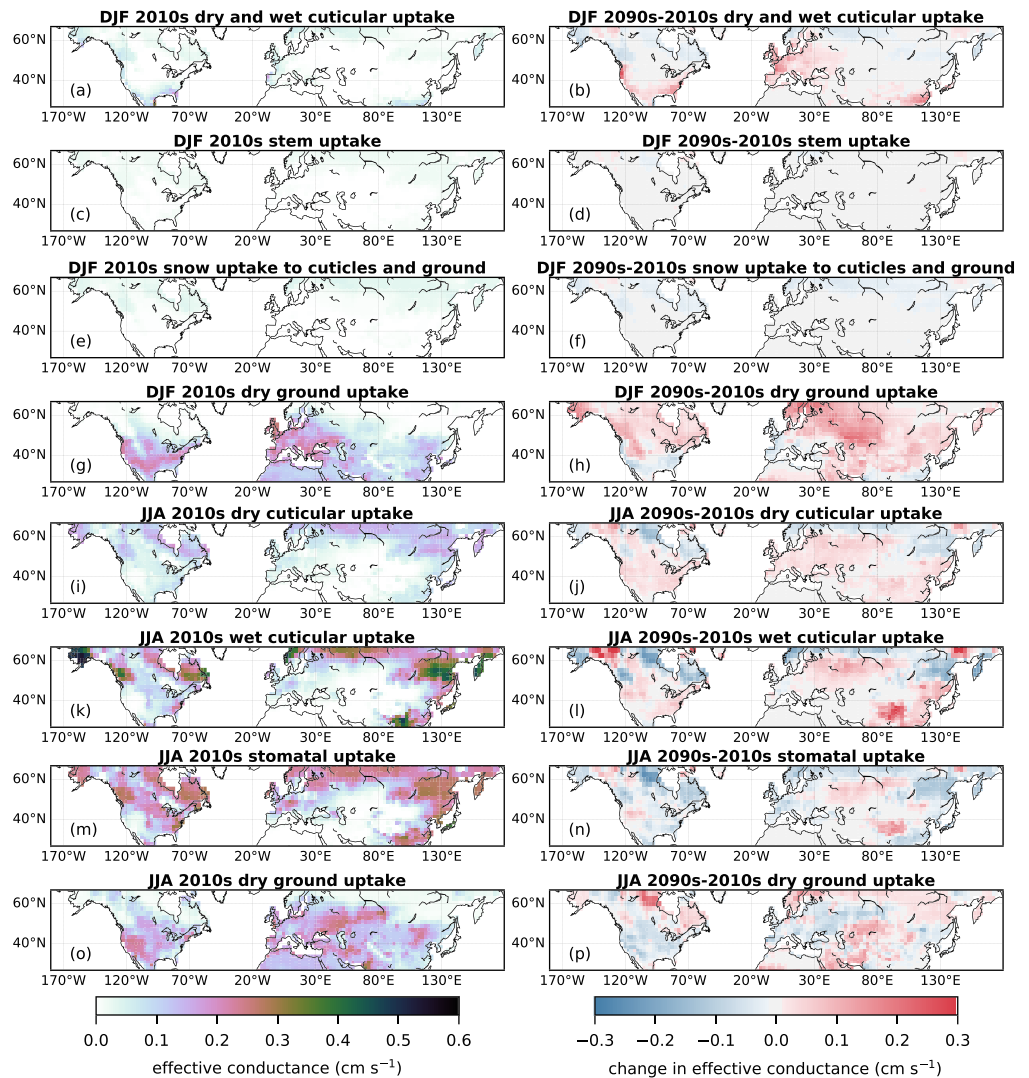 DJF 2010s dry and wet cuticular uptake
DJF 2090s-2010s dry and wet cuticular uptake
60°N
40°N
(a)
170°W 120°W 70°W 20°W 30°E 80°E 130°E
60°N
40°N
(b)
170°W 120°W 70°W 20°W 30°E 80°E 130°E
DJF 2010s stem uptake
DJF 2090s-2010s stem uptake
60°N
40°N
(c)
170°W 120°W 70°W 20°W 30°E 80°E 130°E
60°N
40°N
(d)
170°W 120°W 70°W 20°W 30°E 80°E 130°E
DJF 2010s snow uptake to cuticles and ground
DJF 2090s-2010s snow uptake to cuticles and ground
60°N
40°N
(e)
170°W 120°W 70°W 20°W 30°E 80°E 130°E
60°N
40°N
(f)
170°W 120°W 70°W 20°W 30°E 80°E 130°E
DJF 2010s dry ground uptake
DJF 2090s-2010s dry ground uptake
60°N
40°N
(g)
170°W 120°W 70°W 20°W 30°E 80°E 130°E
60°N
40°N
(h)
170°W 120°W 70°W 20°W 30°E 80°E 130°E
JJA 2010s dry cuticular uptake
JJA 2090s-2010s dry cuticular uptake
60°N
40°N
(i)
170°W 120°W 70°W 20°W 30°E 80°E 130°E
60°N
40°N
(j)
170°W 120°W 70°W 20°W 30°E 80°E 130°E
JJA 2010s wet cuticular uptake
JJA 2090s-2010s wet cuticular uptake
60°N
40°N
(k)
170°W 120°W 70°W 20°W 30°E 80°E 130°E
60°N
40°N
(l)
170°W 120°W 70°W 20°W 30°E 80°E 130°E
JJA 2010s stomatal uptake
JJA 2090s-2010s stomatal uptake
60°N
40°N
(m)
170°W 120°W 70°W 20°W 30°E 80°E 130°E
60°N
40°N
(n)
170°W 120°W 70°W 20°W 30°E 80°E 130°E
JJA 2010s dry ground uptake
JJA 2090s-2010s dry ground uptake
60°N
40°N
(o)
170°W 120°W 70°W 20°W 30°E 80°E 130°E
60°N
40°N
(p)
170°W 120°W 70°W 20°W 30°E 80°E 130°E
0.0 0.1 0.2 0.3 0.4 0.5 0.6
effective conductance (cm s⁻¹)
−0.3 −0.2 −0.1 0.0 0.1 0.2 0.3
change in effective conductance (cm s⁻¹)